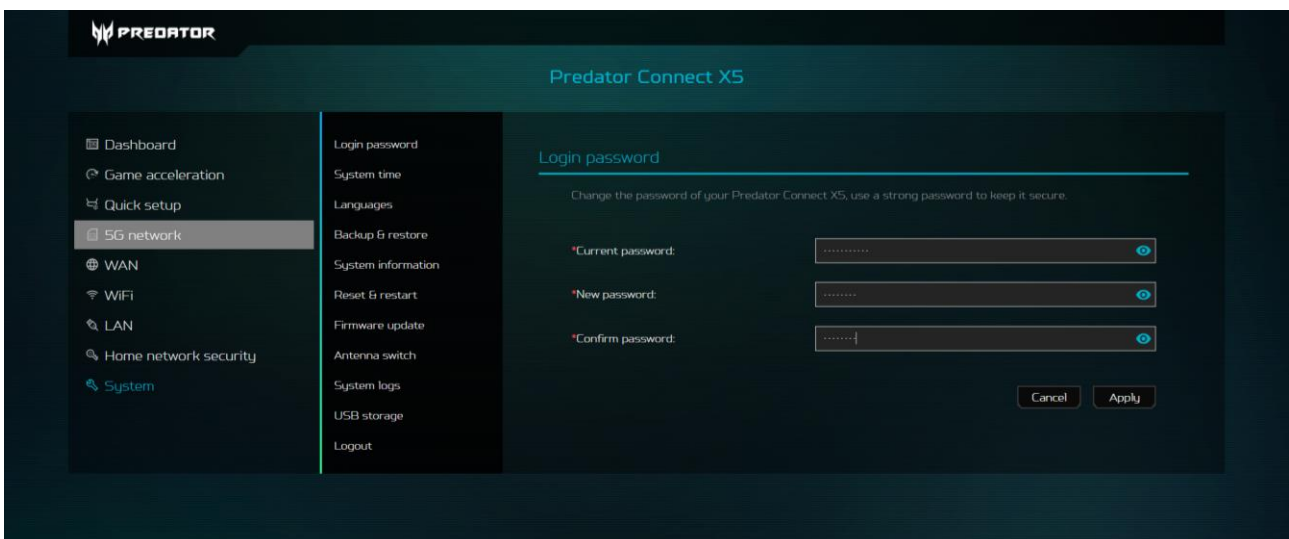 PREDATOR
Predator Connect X5
Dashboard
Game acceleration
Quick setup
5G network
WAN
WiFi
LAN
Home network security
System
Login password
System time
Languages
Backup & restore
System information
Reset & restart
Firmware update
Antenna switch
System logs
USB storage
Logout
Login password
Change the password of your Predator Connect X5, use a strong password to keep it secure.
*Current password:
*New password:
*Confirm password:
Cancel
Apply